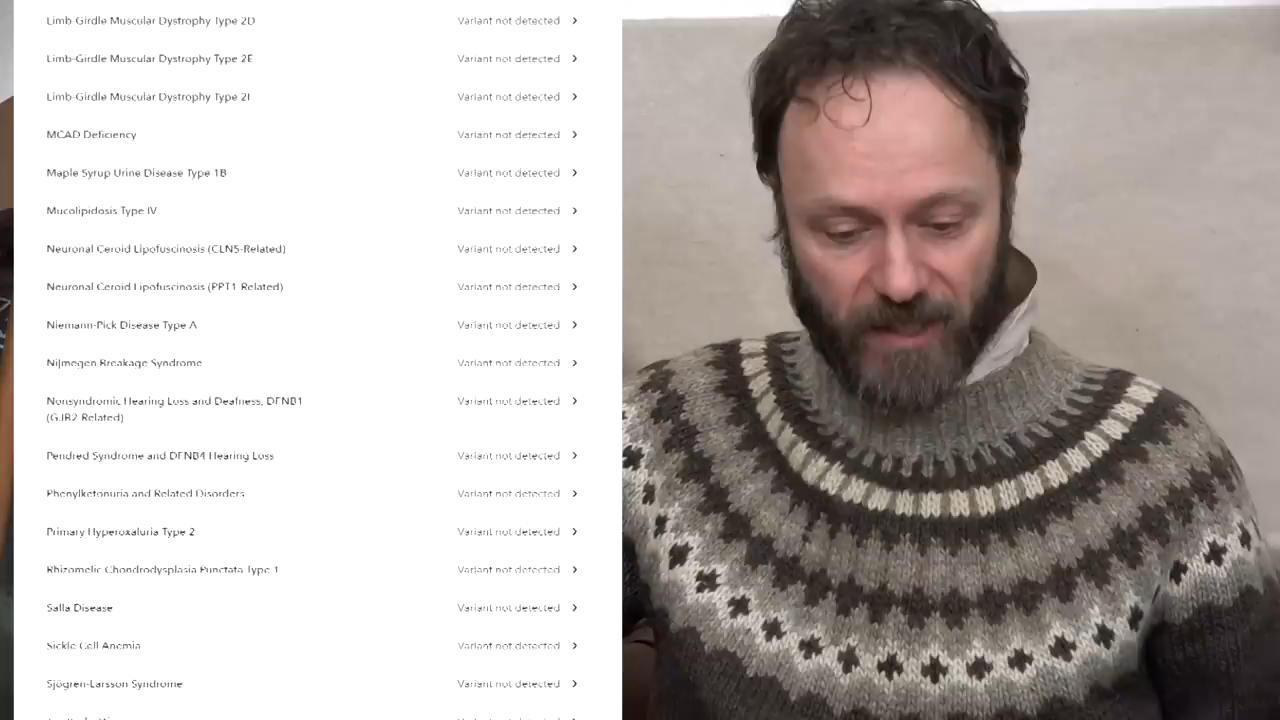 Limb-Girdle Muscular Dystrophy Type 2D Variant not detected
Limb-Girdle Muscular Dystrophy Type 2E Variant not detected
Limb-Girdle Muscular Dystrophy Type 2I Variant not detected
MCAD Deficiency Variant not detected
Maple Syrup Urine Disease Type 1B Variant not detected
Mucolipidosis Type IV Variant not detected
Neuronal Ceroid Lipofuscinosis (CLN5-Related) Variant not detected
Neuronal Ceroid Lipofuscinosis (PPT1-Related) Variant not detected
Niemann-Pick Disease Type A Variant not detected
Nijmegen Breakage Syndrome Variant not detected
Nonsyndromic Hearing Loss and Deafness, DFNB1 Variant not detected
(GJB2-Related)
Pendred Syndrome and DFNB4 Hearing Loss Variant not detected
Phenylketonuria and Related Disorders Variant not detected
Primary Hyperoxaluria Type 2 Variant not detected
Rhizomelic Chondrodysplasia Punctata Type 1 Variant not detected
Salla Disease Variant not detected
Sickle Cell Anemia Variant not detected
Sjögren-Larsson Syndrome Variant not detected